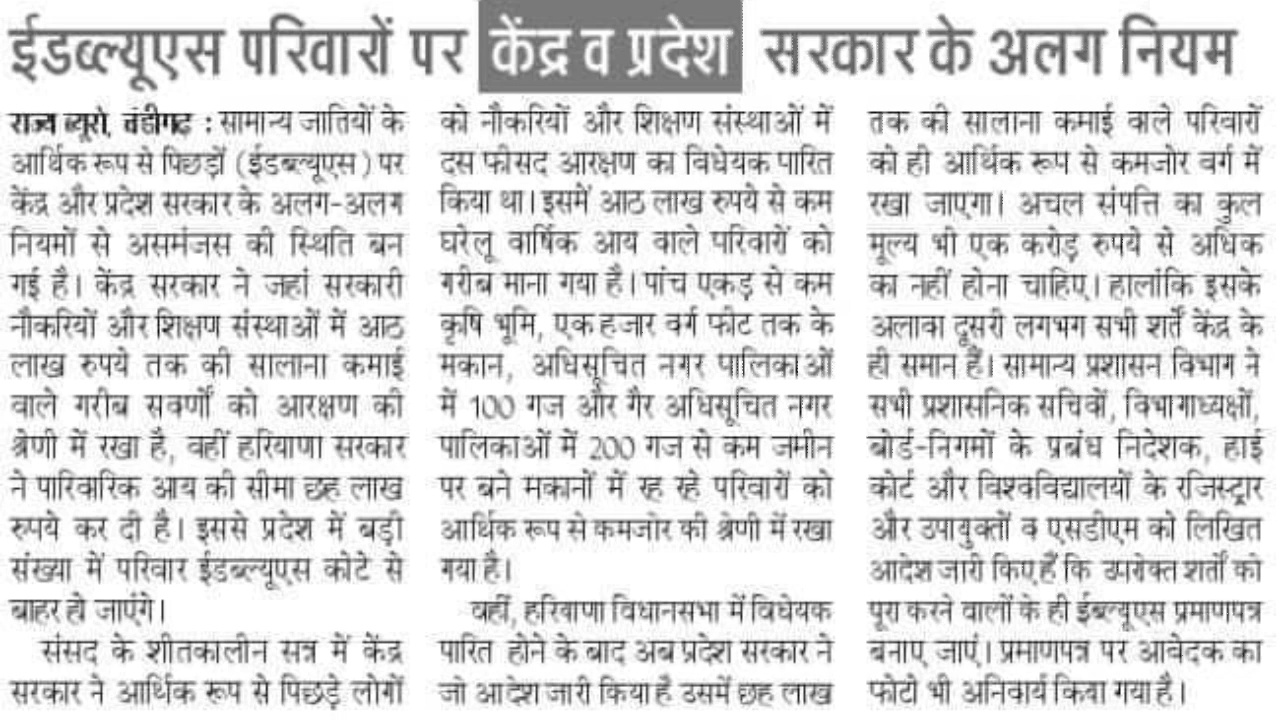 ईडब्ल्यूएस परिवारों पर केंद्र व प्रदेश सरकार के अलग नियम
राज्य ब्यूरो, चंडीगढ़ : सामान्य जातियों के
आर्थिक रूप से पिछड़ों (ईडब्ल्यूएस) पर
केंद्र और प्रदेश सरकार के अलग-अलग
नियमों से असमंजस की स्थिति बन
गई है। केंद्र सरकार ने जहां सरकारी
नौकरियों और शिक्षण संस्थाओं में आठ
लाख रुपये तक की सालाना कमाई
वाले गरीब सवर्णों को आरक्षण की
श्रेणी में रखा है, वहीं हरियाणा सरकार
ने पारिवारिक आय की सीमा छह लाख
रुपये कर दी है। इससे प्रदेश में बड़ी
संख्या में परिवार ईडब्ल्यूएस कोटे से
बाहर हो जाएंगे।
संसद के शीतकालीन सत्र में केंद्र
सरकार ने आर्थिक रूप से पिछड़े लोगों
को नौकरियों और शिक्षण संस्थाओं में
दस फीसद आरक्षण का विधेयक पारित
किया था। इसमें आठ लाख रुपये से कम
घरेलू वार्षिक आय वाले परिवारों को
गरीब माना गया है। पांच एकड़ से कम
कृषि भूमि, एक हजार वर्ग फीट तक के
मकान, अधिसूचित नगर पालिकाओं
में 100 गज और गैर अधिसूचित नगर
पालिकाओं में 200 गज से कम जमीन
पर बने मकानों में रह रहे परिवारों को
आर्थिक रूप से कमजोर की श्रेणी में रखा
गया है।
वहीं, हरियाणा विधानसभा में विधेयक
पारित होने के बाद अब प्रदेश सरकार ने
जो आदेश जारी किया है उसमें छह लाख
तक की सालाना कमाई वाले परिवारों
को ही आर्थिक रूप से कमजोर वर्ग में
रखा जाएगा। अचल संपत्ति का कुल
मूल्य भी एक करोड़ रुपये से अधिक
का नहीं होना चाहिए। हालांकि इसके
अलावा दूसरी लगभग सभी शर्तें केंद्र के
ही समान हैं। सामान्य प्रशासन विभाग ने
सभी प्रशासनिक सचिवों, विभागाध्यक्षों,
बोर्ड-निगमों के प्रबंध निदेशक, हाई
कोर्ट और विश्वविद्यालयों के रजिस्ट्रार
और उपायुक्तों व एसडीएम को लिखित
आदेश जारी किए हैं कि उपरोक्त शर्तों को
पूरा करने वालों के ही ईब्ल्यूएस प्रमाणपत्र
बनाए जाएं। प्रमाणपत्र पर आवेदक का
फोटो भी अनिवार्य किया गया है।